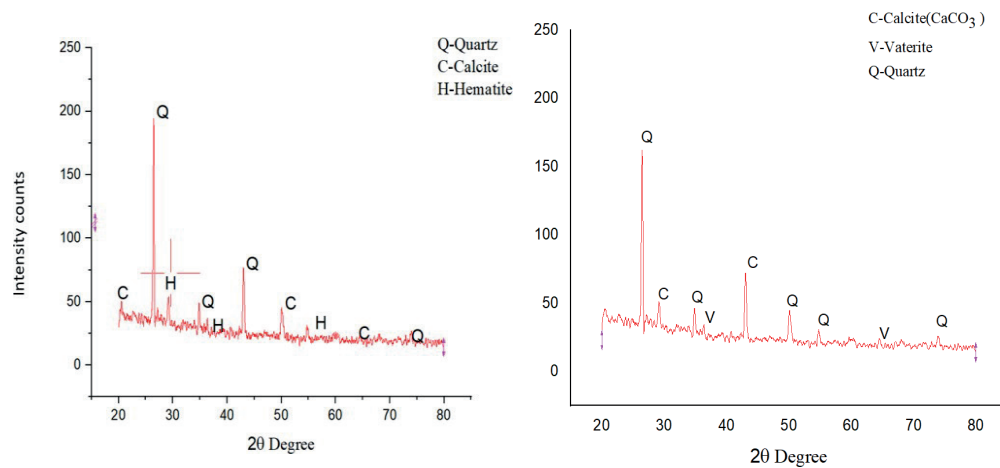 Q-Quartz
C-Calcite
H-Hematite
Intensity counts
250
200
150
100
50
0
Q
C
H
Q
H
Q
C
H
C
Q
20 30 40 50 60 70 80
2θ Degree
C-Calcite(CaCO3 )
V-Vaterite
Q-Quartz
250
200
150
100
50
0
Q
C
Q
V
C
Q
Q
V
Q
20 30 40 50 60 70 80
2θ Degree